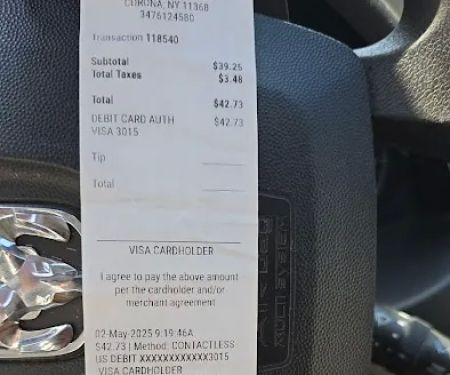 CORONA, NY 11368
3476124580
Transaction 118540
Subtotal $39.25
Total Taxes $3.48
Total $42.73
DEBIT CARD AUTH $42.73
VISA 3015
Tip
Total
VISA CARDHOLDER
I agree to pay the above amount
per the cardholder and/or
merchant agreement
02-May-2025 9:19:46A
$42.73 | Method: CONTACTLESS
US DEBIT XXXXXXXXXXXX3015
VISA CARDHOLDER